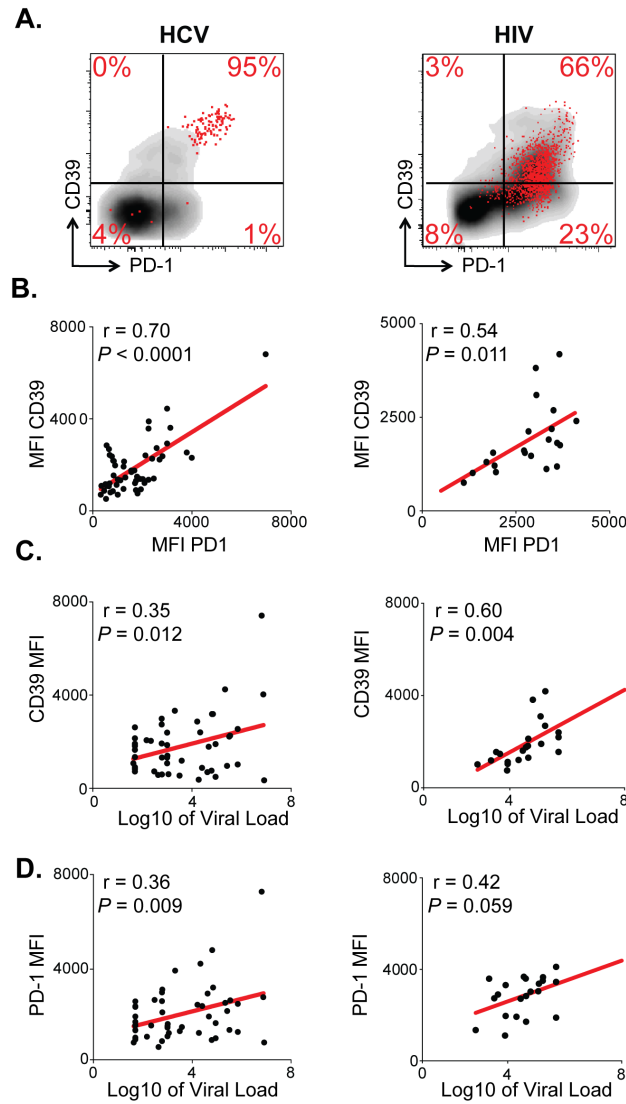 A.
HCV HIV
0% 95% 3% 66%
CD39 CD39
4% 1% 8% 23%
PD-1 PD-1
B.
8000 5000
r = 0.70 r = 0.54
P < 0.0001 P = 0.011
MFI CD39 MFI CD39
4000 2500
0 0
0 4000 8000 0 2500 5000
MFI PD1 MFI PD1
C.
8000 8000
r = 0.35 r = 0.60
P = 0.012 P = 0.004
CD39 MFI CD39 MFI
4000 4000
0 0
0 4 8 0 4 8
Log10 of Viral Load Log10 of Viral Load
D.
8000 8000
r = 0.36 r = 0.42
P = 0.009 P = 0.059
PD-1 MFI PD-1 MFI
4000 4000
0 0
0 4 8 0 4 8
Log10 of Viral Load Log10 of Viral Load